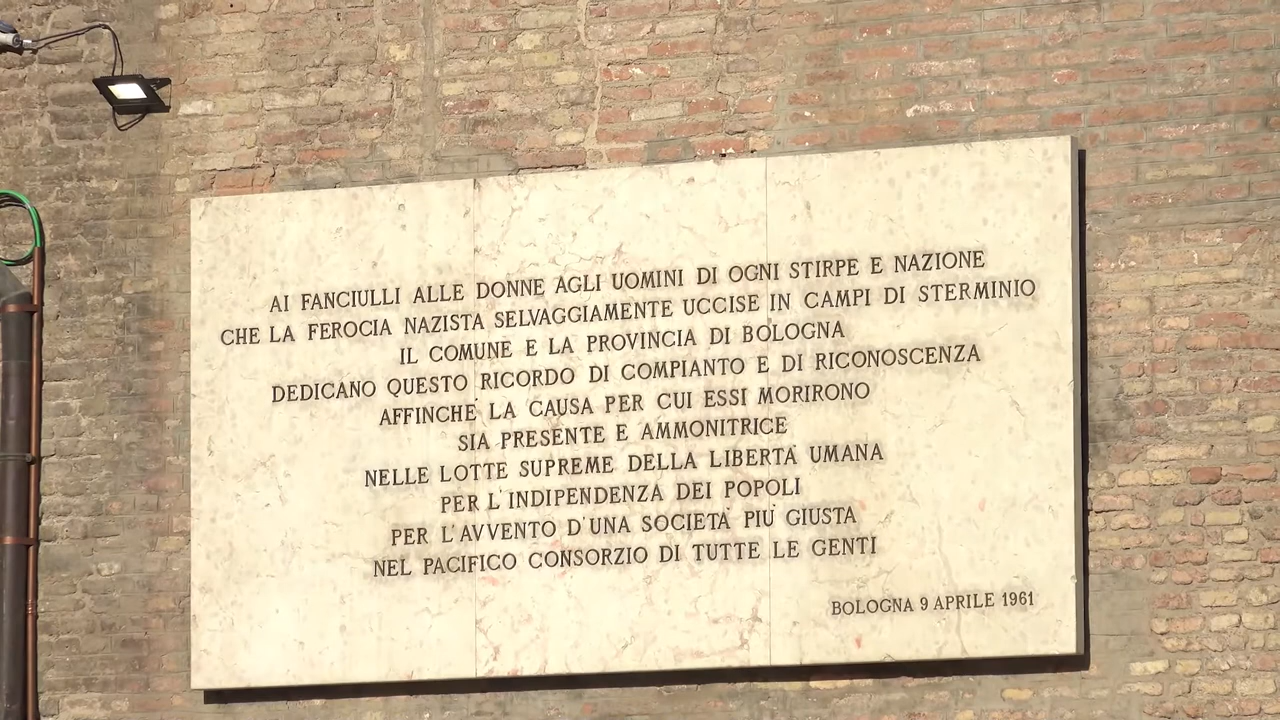 AI FANCIULLI ALLE DONNE AGLI UOMINI DI OGNI STIRPE E NAZIONE
CHE LA FEROCIA NAZISTA SELVAGGIAMENTE UCCISE IN CAMPI DI STERMINIO
IL COMUNE E LA PROVINCIA DI BOLOGNA
DEDICANO QUESTO RICORDO DI COMPIANTO E DI RICONOSCENZA
AFFINCHE' LA CAUSA PER CUI ESSI MORIRONO
SIA PRESENTE E AMMONITRICE
NELLE LOTTE SUPREME DELLA LIBERTA' UMANA
PER L'INDIPENDENZA DEI POPOLI
PER L'AVVENTO D'UNA SOCIETA' PIU' GIUSTA
NEL PACIFICO CONSORZIO DI TUTTE LE GENTI
BOLOGNA 9 APRILE 1961